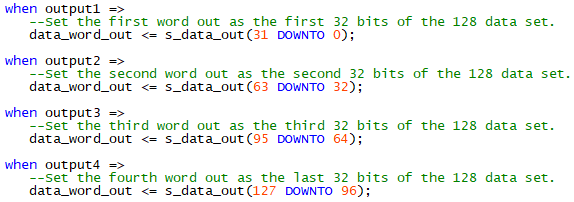 when output1 =>
--Set the first word out as the first 32 bits of the 128 data set.
data_word_out <= s_data_out(31 DOWNTO 0);
when output2 =>
--Set the second word out as the second 32 bits of the 128 data set.
data_word_out <= s_data_out(63 DOWNTO 32);
when output3 =>
--Set the third word out as the third 32 bits of the 128 data set.
data_word_out <= s_data_out(95 DOWNTO 64);
when output4 =>
--Set the fourth word out as the last 32 bits of the 128 data set.
data_word_out <= s_data_out(127 DOWNTO 96);